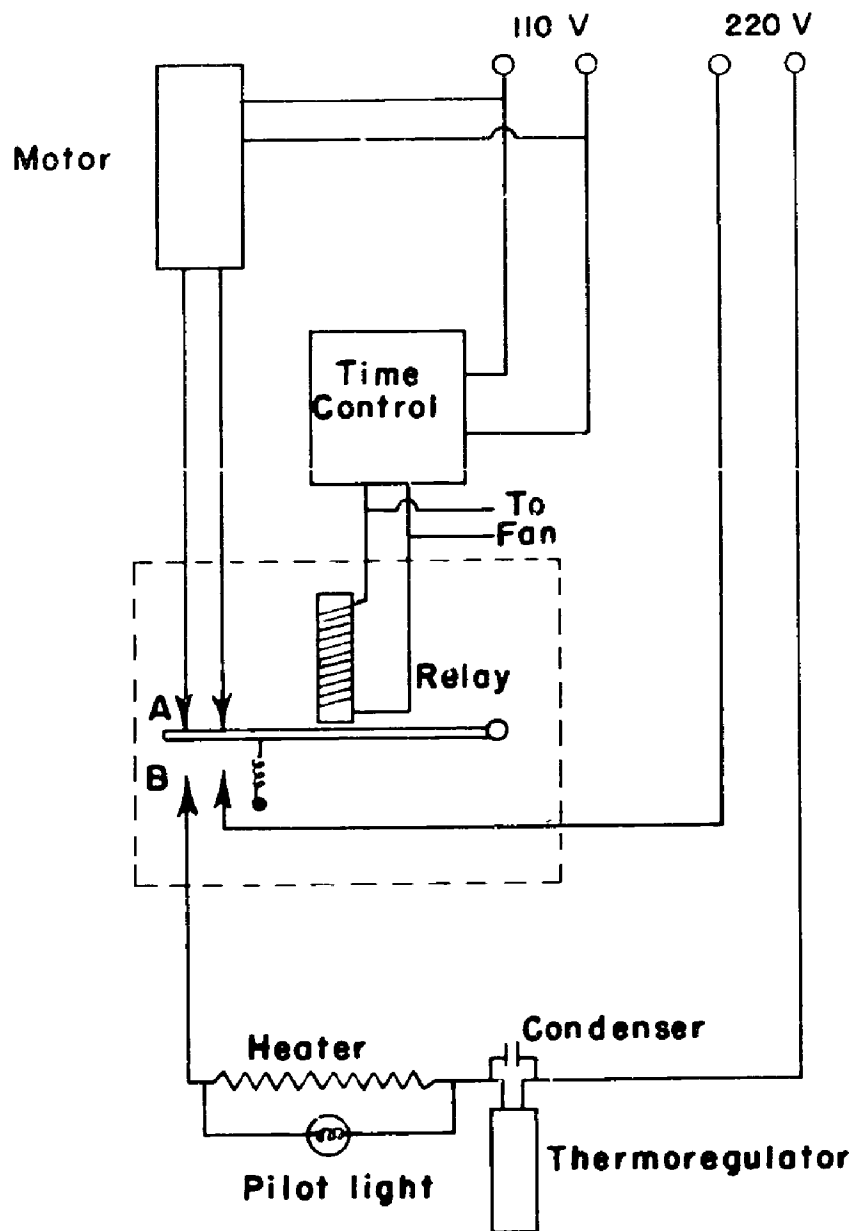 110 V
220 V
Motor
Time
Control
To
Fan
Relay
A
B
Condenser
Heater
Thermoregulator
Pilot light